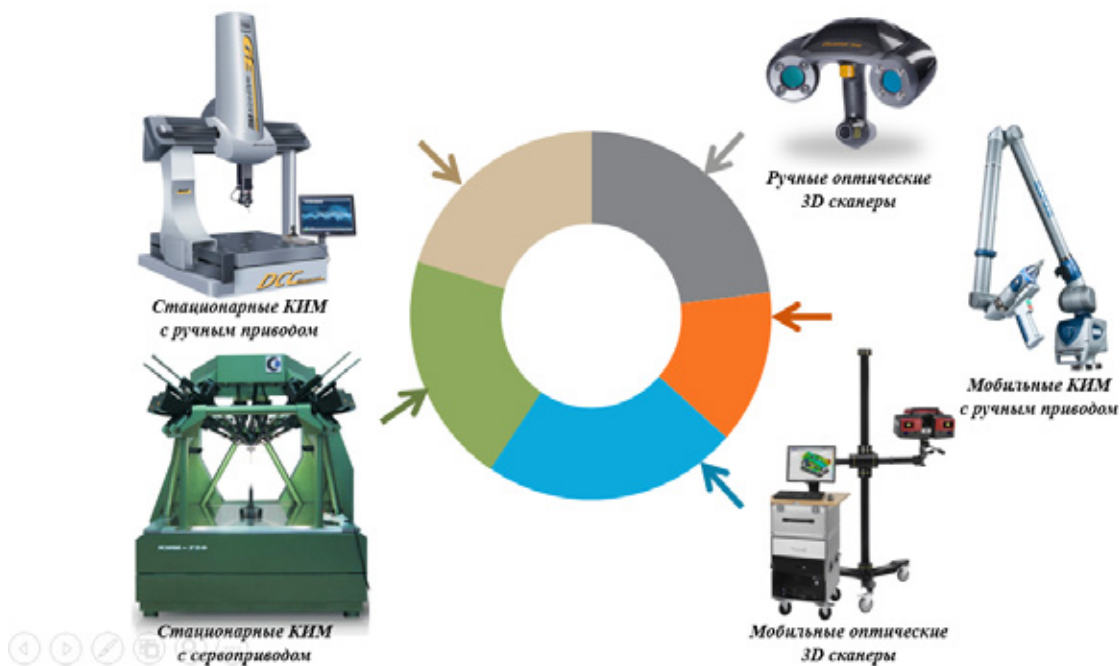 Ручные оптические
3D сканеры
Стационарные КИМ
с ручным приводом
DCC
Мобильные КИМ
с ручным приводом
Стационарные КИМ
с сервоприводом
Мобильные оптические
3D сканеры